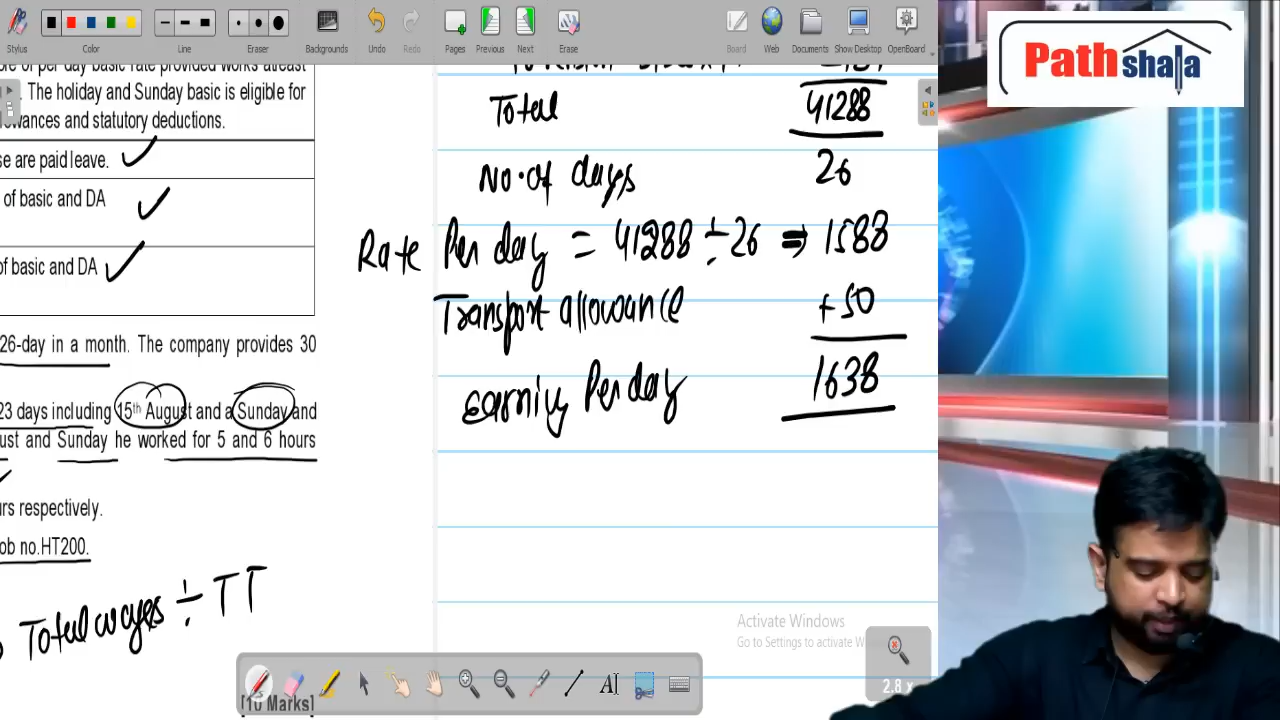 Stylus
Color
Line
Eraser
Backgrounds
Undo
Redo
Pages
Previous
Next
Erase
Board
Web
Documents
Show Desktop
OpenBoard
Path shala
of per day basic rate provided works atleast
. The holiday and Sunday basic is eligible for
owances and statutory deductions.
se are paid leave.
of basic and DA
of basic and DA
26-day in a month. The company provides 30
23 days including 15th August and a Sunday and
ust and Sunday he worked for 5 and 6 hours
urs respectively.
ob no.HT200.
Total wages ÷ TT
[10 Marks]
Total 41288
No. of days 26
Rate Per day = 41288 ÷ 26 ⇒ 1588
Transport allowance +50
Earning Per day 1638
Activate Windows
Go to Settings to activate W
2.8 x